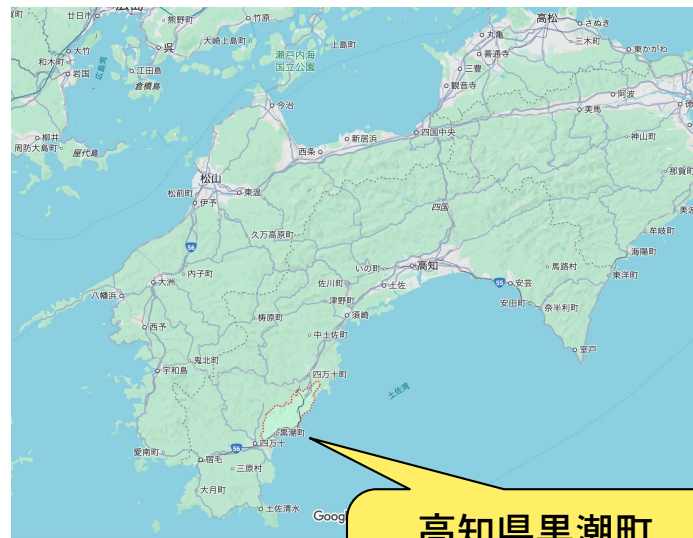 広島
竹原
熊野町
廿日市
大竹
呉
大崎上島町
上島町
瀬戸内海
国立公園
和木町
岩国
江田島
倉橋島
広島湾
柳井
周防大島町
屋代島
高松
さぬき
丸亀
善通寺
三木町
東かがわ
三豊
観音寺
今治
新居浜
四国中央
西条
阿波
美馬
神山町
那賀町
松山
東温
松前町
伊予
久万高原町
四国
牟岐町
海陽町
東洋町
56
内子町
大洲
八幡浜
いの町
高知
佐川町
土佐
馬路村
55
安芸
安田町
奈半利町
西予
梼原町
津野町
須崎
中土佐町
室戸
鬼北町
宇和島
四万十町
土佐湾
黒潮町
56
四万十
愛南町
宿毛
三原村
大月町
土佐清水
高知県黒潮町